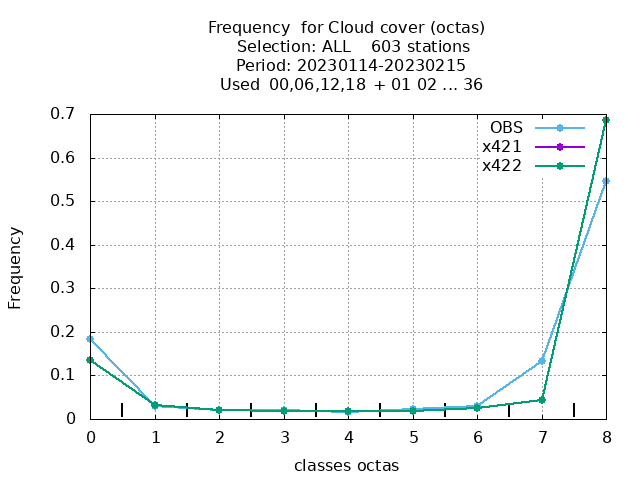 Frequency  for Cloud cover (octas)
Selection: ALL    603 stations
Period: 20230114-20230215
Used  00,06,12,18  + 01 02 ... 36
0.7
0.6
0.5
0.4
0.3
0.2
0.1
0
Frequency
OBS
x421
x422
0 1 2 3 4 5 6 7 8
classes octas